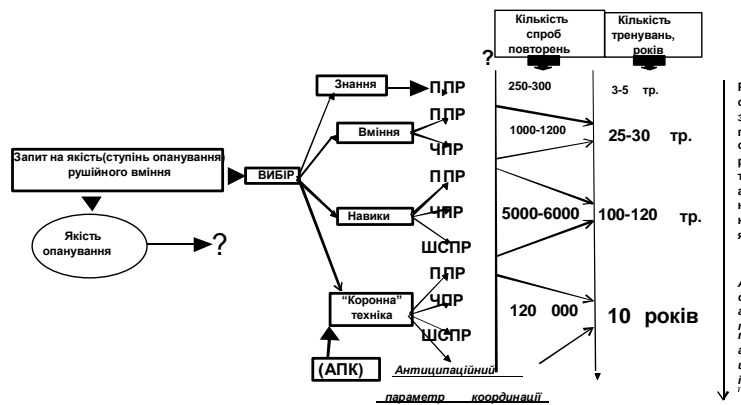 Кількість
спроб
повторень
Кількість
тренувань,
років
?
Знання
ППР
250-300
3-5 тр.
ППР
Вміння
ЧПР
1000-1200
25-30 тр.
Запит на якість(ступінь опанування)
рушійного вміння
ВИБІР
ППР
Навики
ЧПР
ШСПР
5000-6000
100-120 тр.
Якість
опанування
?
ППР
“Коронна”
техніка
ЧПР
ШСПР
120 000
10 років
(АПК)
Антиципаційний
параметр координації